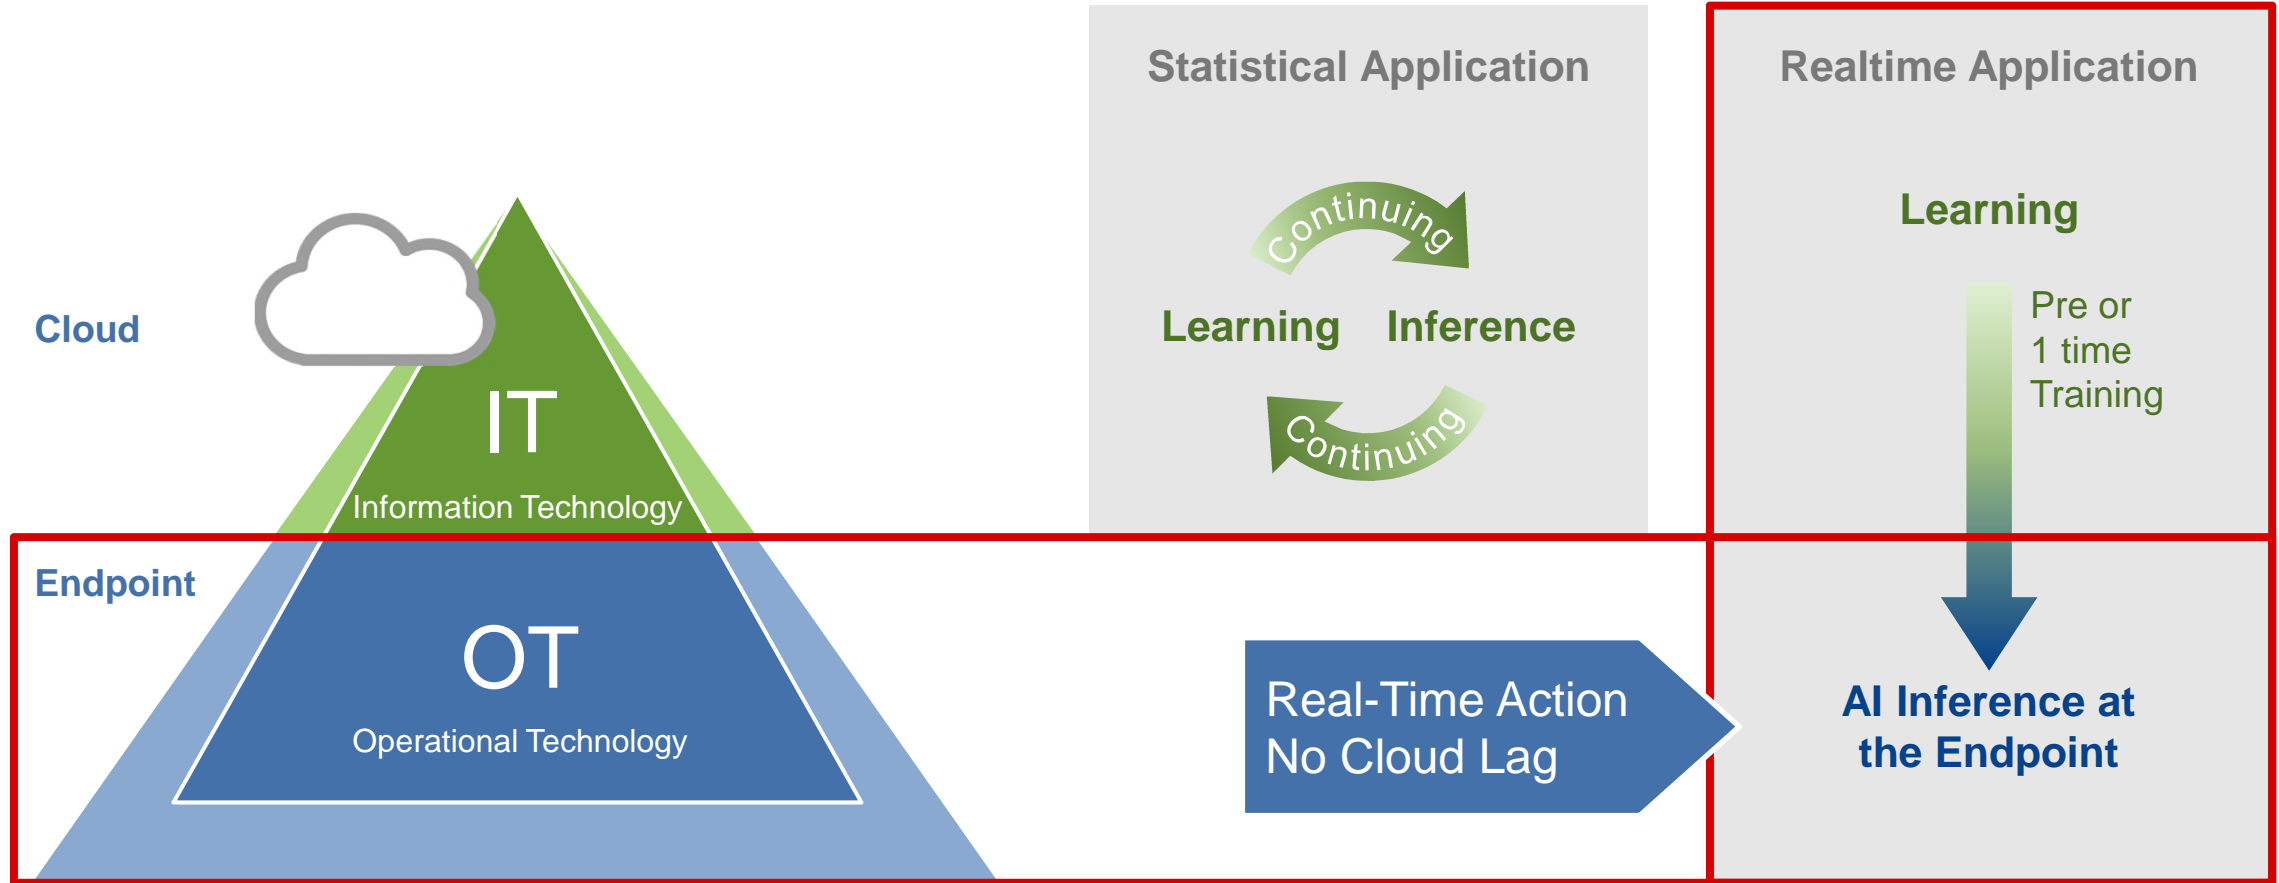 Statistical Application
Realtime Application
Continuing
Learning
Learning
Inference
Pre or
1 time
Training
Continuing
Cloud
IT
Information Technology
Endpoint
OT
Operational Technology
Real-Time Action
No Cloud Lag
AI Inference at
the Endpoint